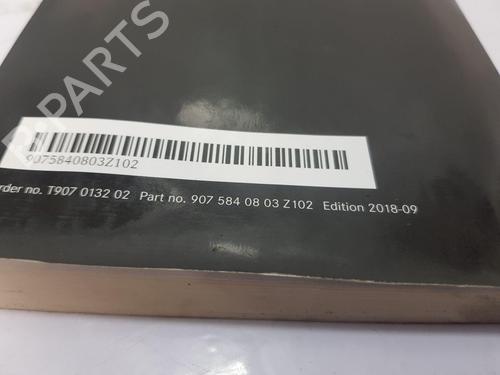 B-PARTS
9075840803Z102
rder no. T907 0132 02 Part no. 907 584 08 03 Z102 Edition 2018-09